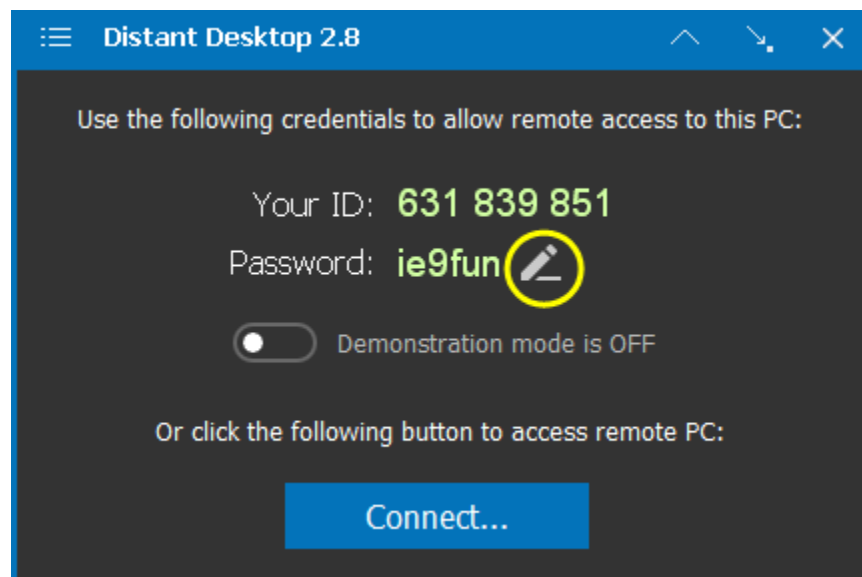 Distant Desktop 2.8
Use the following credentials to allow remote access to this PC:
Your ID: 631 839 851
Password: ie9fun
Demonstration mode is OFF
Or click the following button to access remote PC:
Connect...